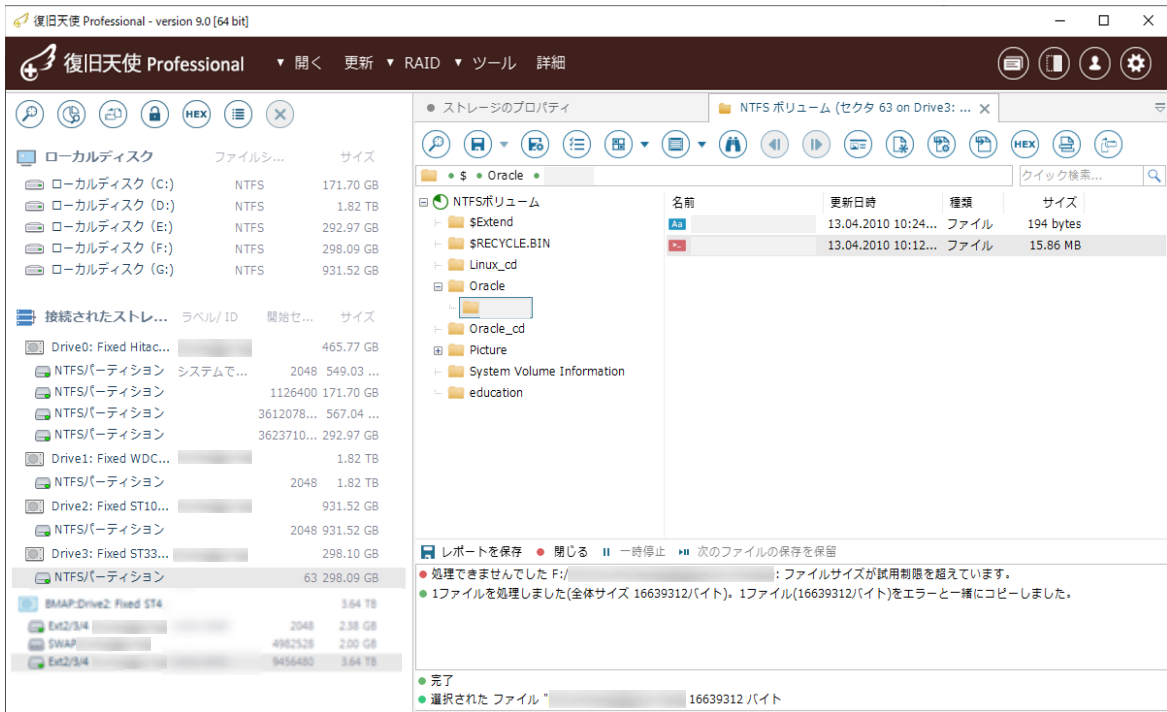 復旧天使 Professional - version 9.0 [64 bit]
復旧天使 Professional ▼ 開く 更新 ▼ RAID ▼ ツール 詳細
HEX
ローカルディスク ファイルシ... サイズ
ローカルディスク (C:) NTFS 171.70 GB
ローカルディスク (D:) NTFS 1.82 TB
ローカルディスク (E:) NTFS 292.97 GB
ローカルディスク (F:) NTFS 298.09 GB
ローカルディスク (G:) NTFS 931.52 GB
接続されたストレ... ラベル/ ID 開始セ... サイズ
Drive0: Fixed Hitac... 465.77 GB
NTFSパーティション システムで... 2048 549.03 ...
NTFSパーティション 1126400 171.70 GB
NTFSパーティション 3612078... 567.04 ...
NTFSパーティション 3623710... 292.97 GB
Drive1: Fixed WDC... 1.82 TB
NTFSパーティション 2048 1.82 TB
Drive2: Fixed ST10... 931.52 GB
NTFSパーティション 2048 931.52 GB
Drive3: Fixed ST33... 298.10 GB
NTFSパーティション 63 298.09 GB
BMAP:Drive2: Fixed ST4 3.64 TB
Ext2/3/4 2048 2.38 GB
SWAP 4982528 2.00 GB
Ext2/3/4 9456480 3.64 TB
ストレージのプロパティ NTFS ボリューム (セクタ 63 on Drive3: ...
HEX
$ Oracle クイック検索...
NTFSボリューム
$Extend
$RECYCLE.BIN
Linux_cd
Oracle
Oracle_cd
Picture
System Volume Information
education
名前 更新日時 種類 サイズ
Aa 13.04.2010 10:24... ファイル 194 bytes
13.04.2010 10:12... ファイル 15.86 MB
レポートを保存 閉じる 一時停止 次のファイルの保存を保留
処理できませんでした F:/ : ファイルサイズが試用制限を超えています。
1ファイルを処理しました(全体サイズ 16639312バイト)。1ファイル(16639312バイト)をエラーと一緒にコピーしました。
完了
選択された ファイル " 16639312 バイト